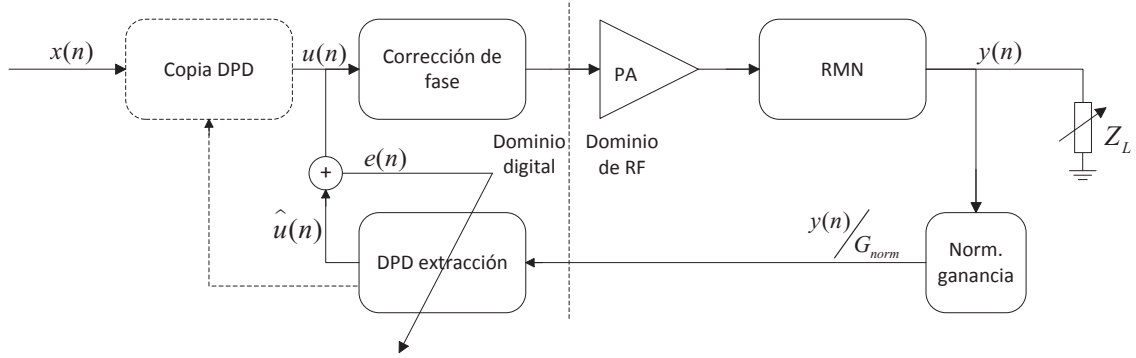 x(n)
Copia DPD
u(n)
Corrección de
fase
PA
RMN
y(n)
Z_L
Dominio
digital
Dominio
de RF
e(n)
+
û(n)
DPD extracción
y(n)/G_norm
Norm.
ganancia